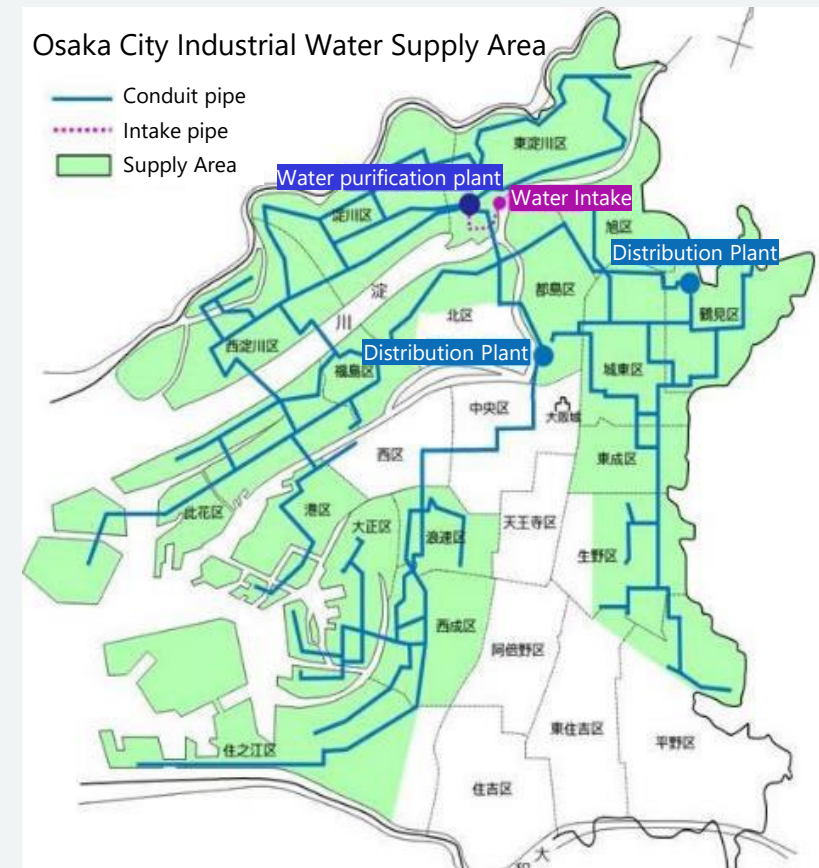 Osaka City Industrial Water Supply Area
Conduit pipe
Intake pipe
Supply Area
東淀川区
Water purification plant
Water Intake
淀川区
旭区
Distribution Plant
都島区
淀
川
北区
鶴見区
西淀川区
福島区
Distribution Plant
城東区
中央区
大阪城
西区
東成区
此花区
港区
大正区
浪速区
天王寺区
生野区
西成区
阿倍野区
住之江区
東住吉区
平野区
住吉区
大